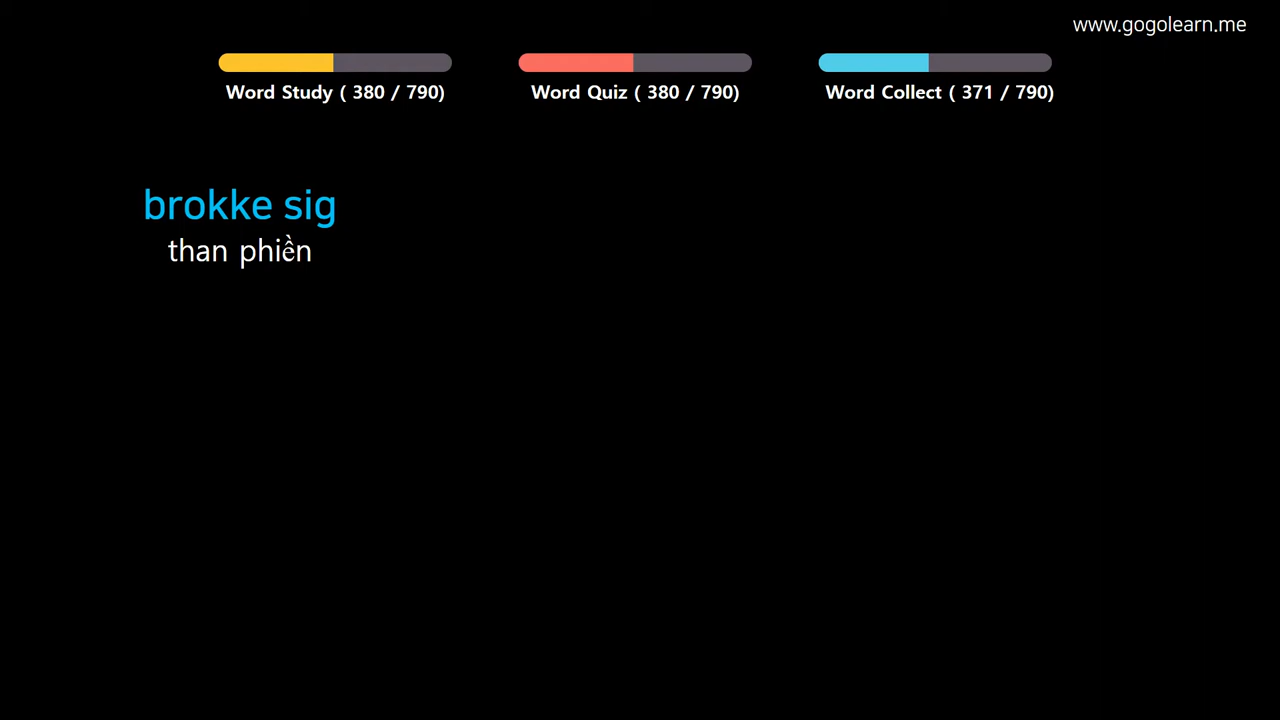 www.gogolearn.me
Word Study ( 380 / 790)
Word Quiz ( 380 / 790)
Word Collect ( 371 / 790)
brokke sig
than phiền